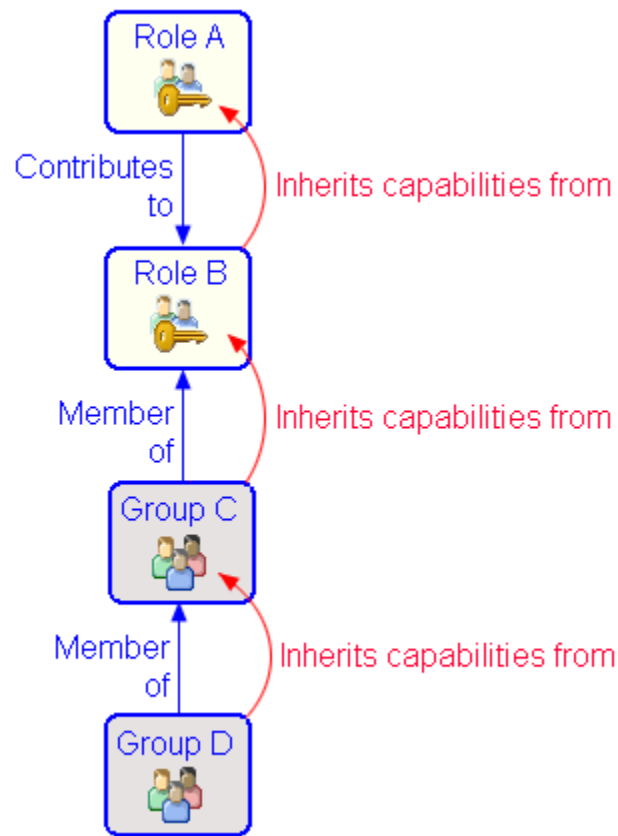 Role A
Contributes
to
Inherits capabilities from
Role B
Member
of
Inherits capabilities from
Group C
Member
of
Inherits capabilities from
Group D